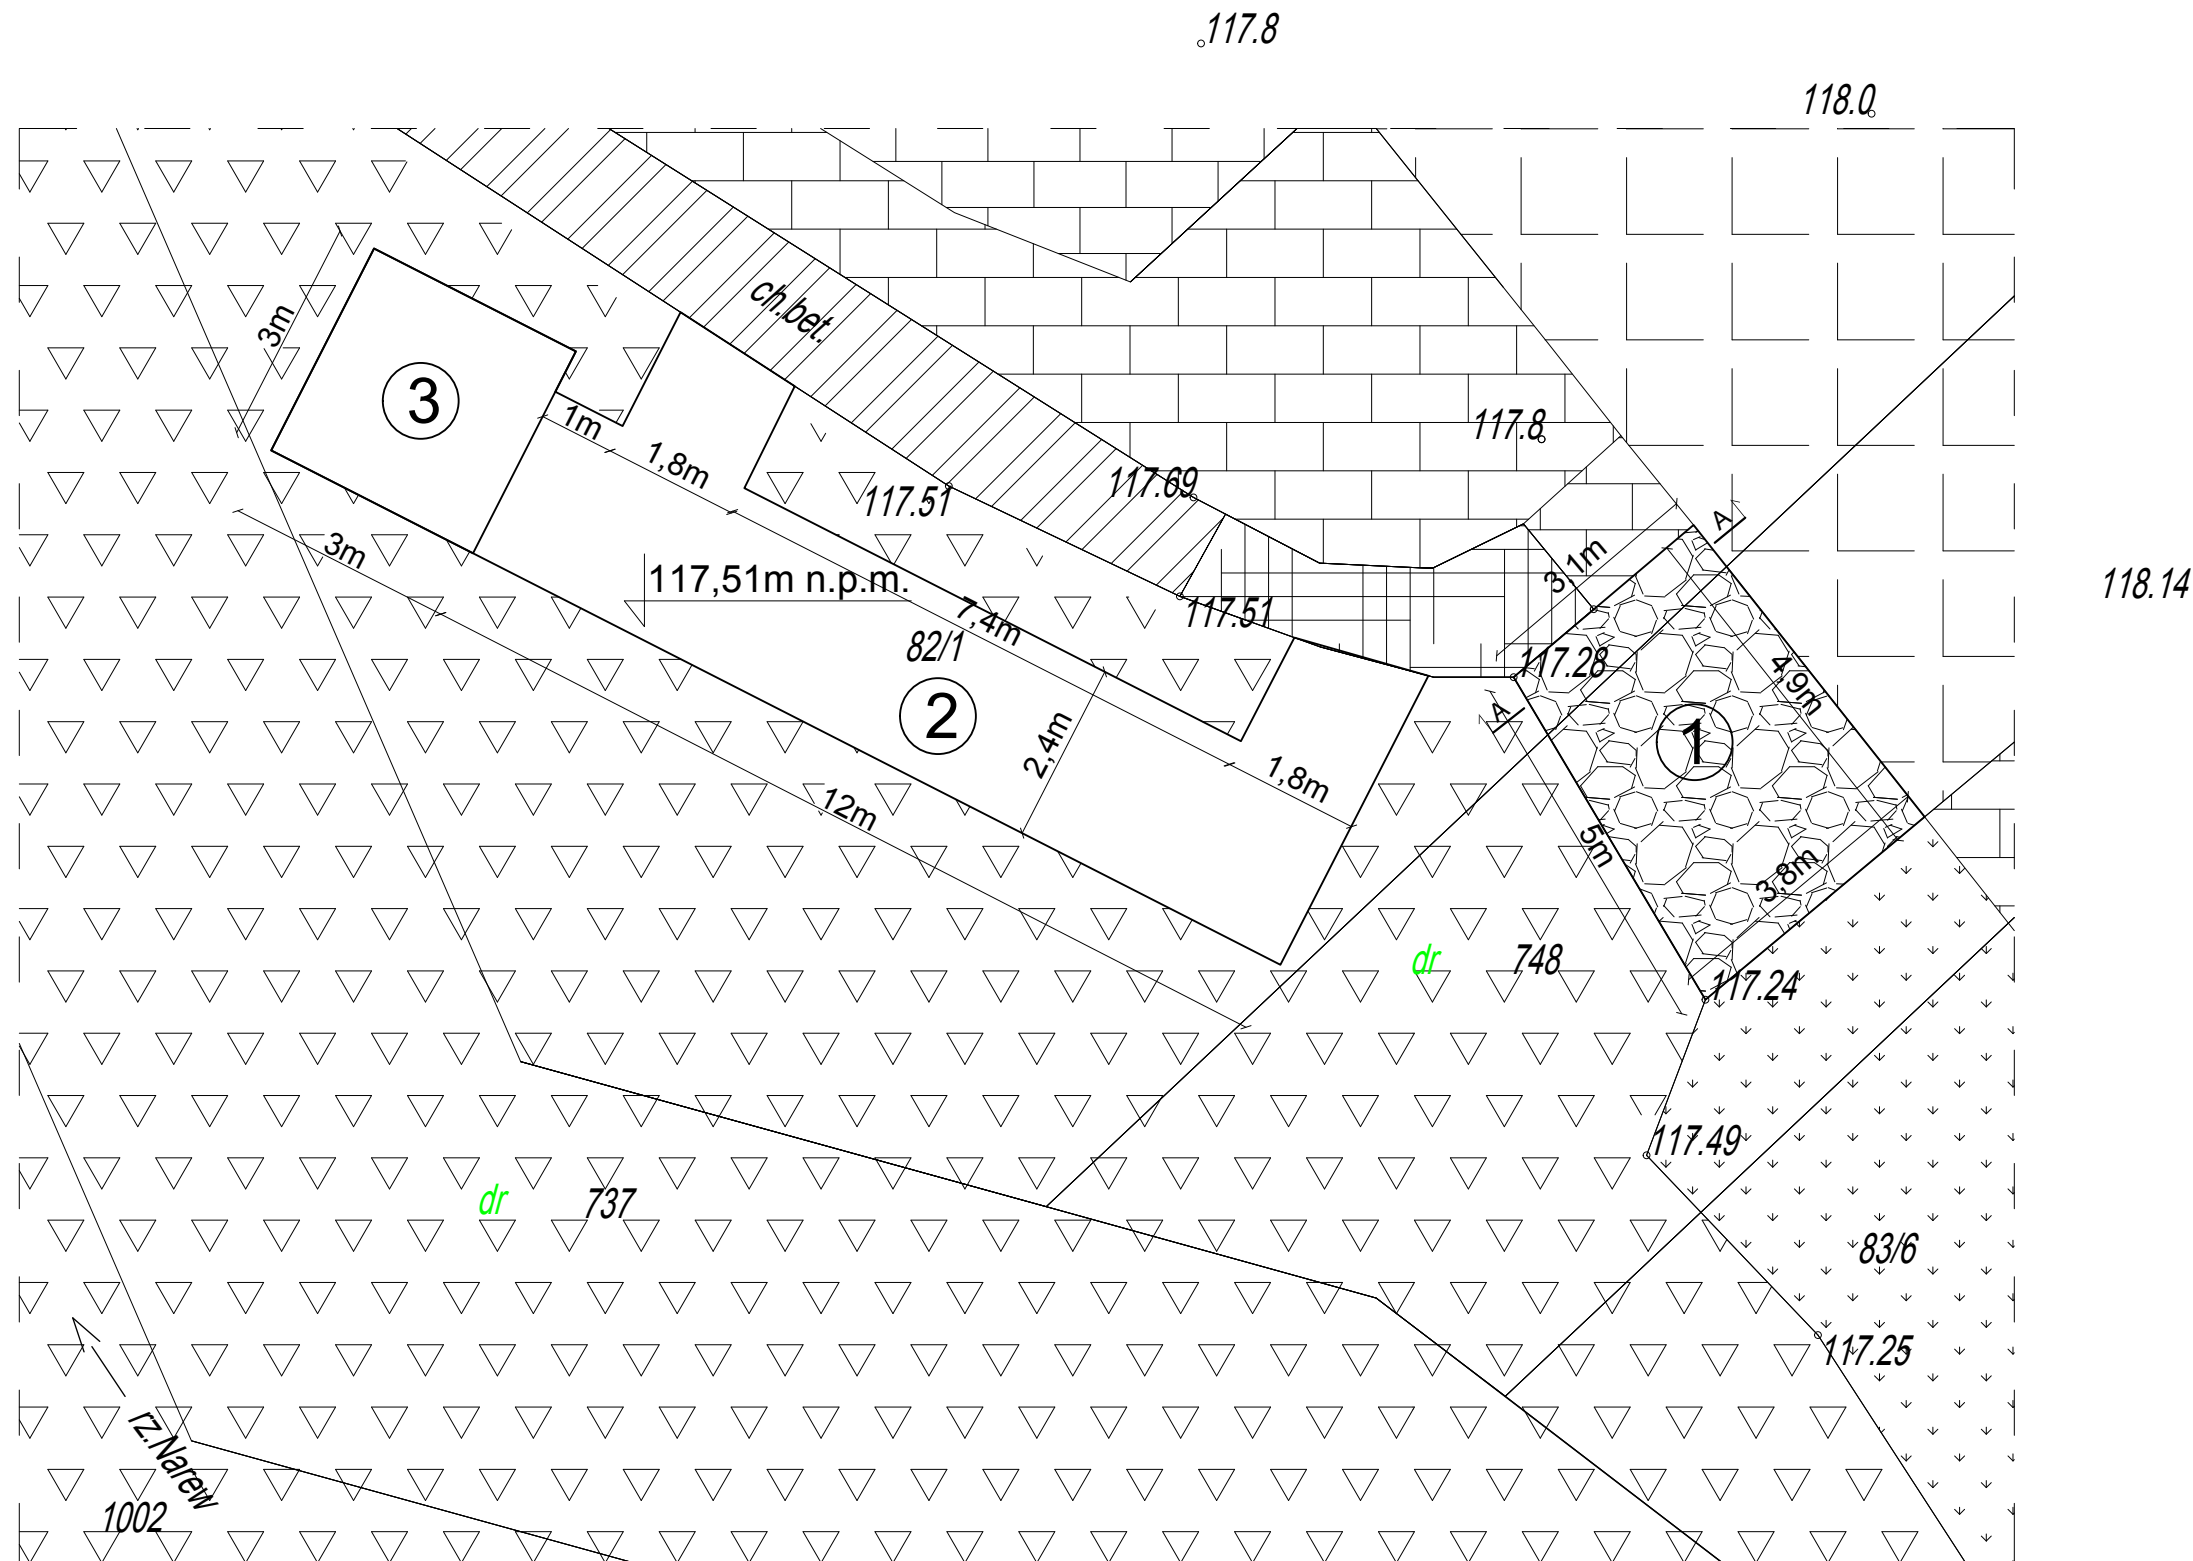 117.8
118.0
3m
ch.bet.
3
1m
1,8m
117.8
117.69
117.51
A
3m
117,51m n.p.m.
3,1m
118.14
7,4m
117.51
82/1
117.28
2
A
4,9m
1
2,4m
1,8m
12m
5m
3,8m
dr
748
117.24
117.49
dr
737
83/6
117.25
rz.Narew
1002